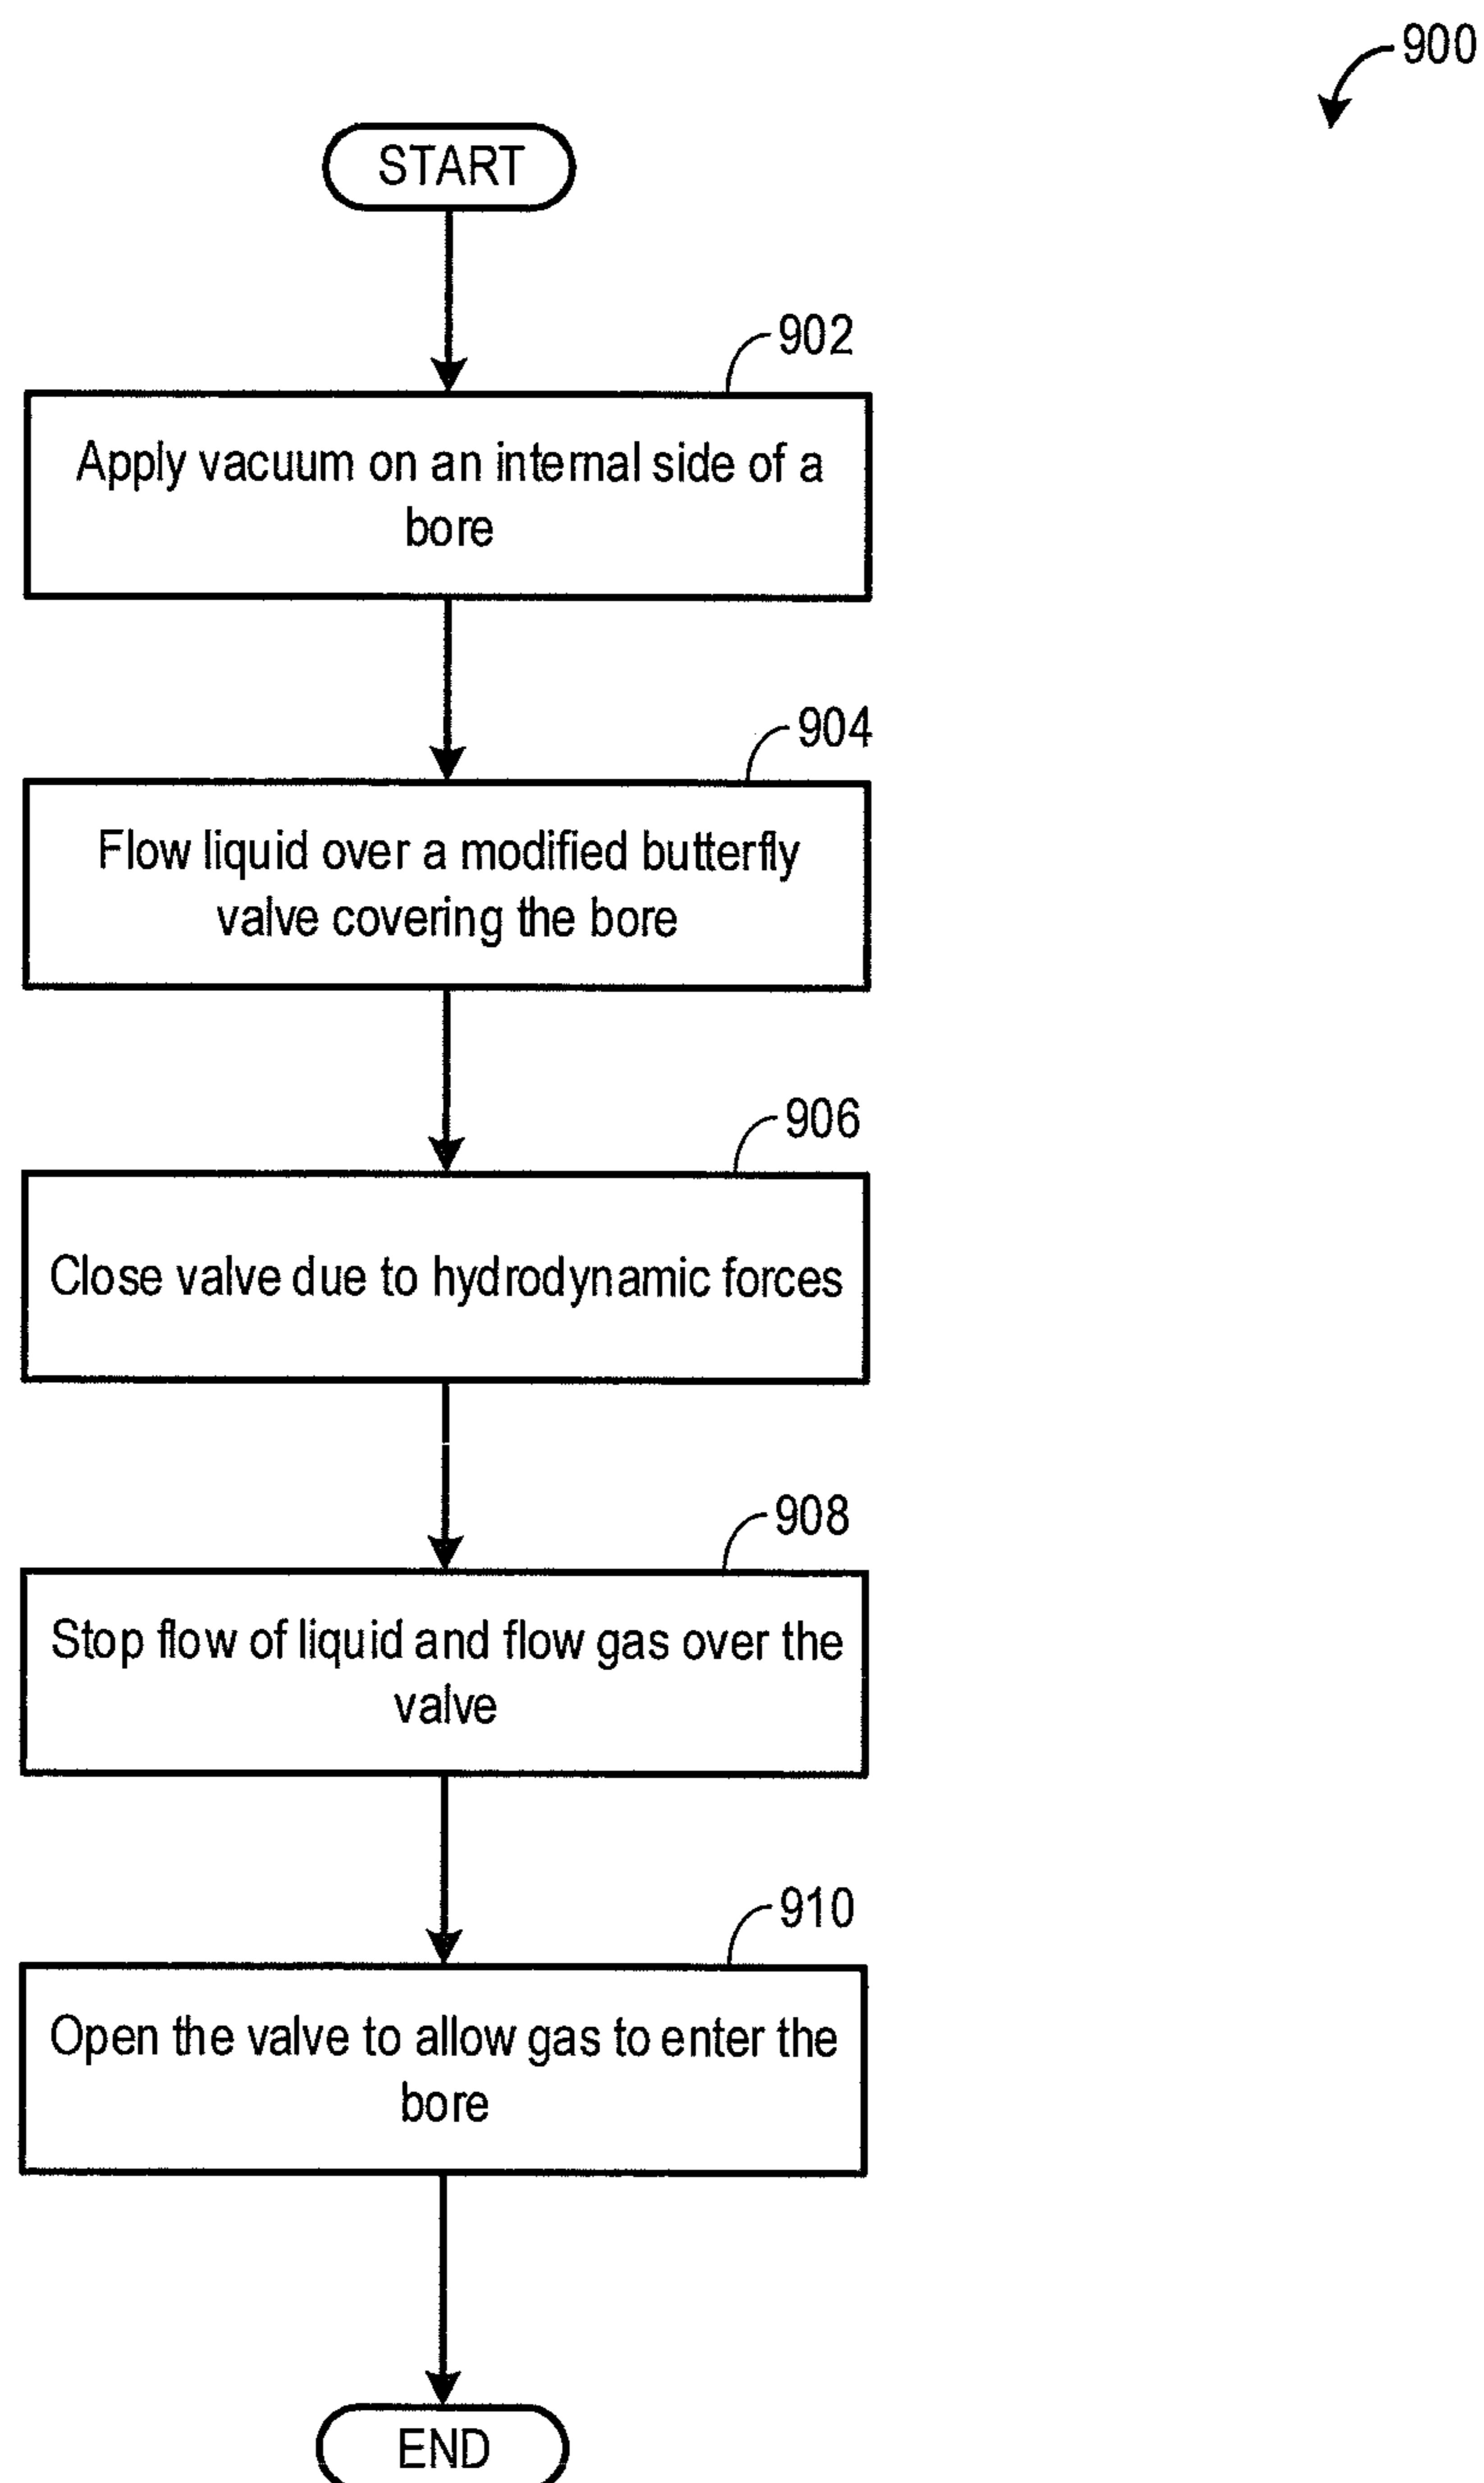 900
START
902
Apply vacuum on an internal side of a
bore
904
Flow liquid over a modified butterfly
valve covering the bore
906
Close valve due to hydrodynamic forces
908
Stop flow of liquid and flow gas over the
valve
910
Open the valve to allow gas to enter the
bore
END